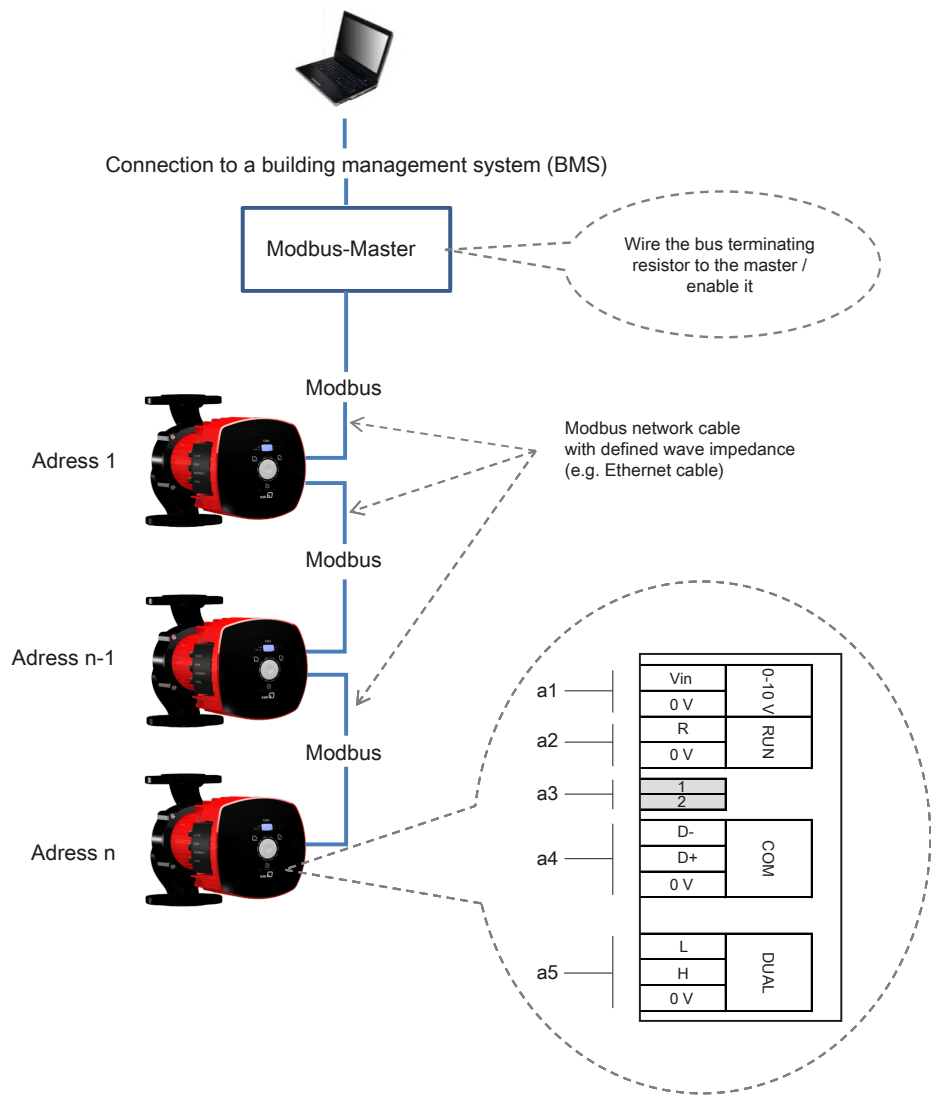 Connection to a building management system (BMS)
Modbus-Master
Wire the bus terminating
resistor to the master /
enable it
Modbus
Adress 1
Modbus network cable
with defined wave impedance
(e.g. Ethernet cable)
Modbus
Adress n-1
Modbus
Adress n
a1
Vin
0 V
0-10 V
a2
R
0 V
RUN
a3
1
2
a4
D-
D+
0 V
COM
a5
L
H
0 V
DUAL